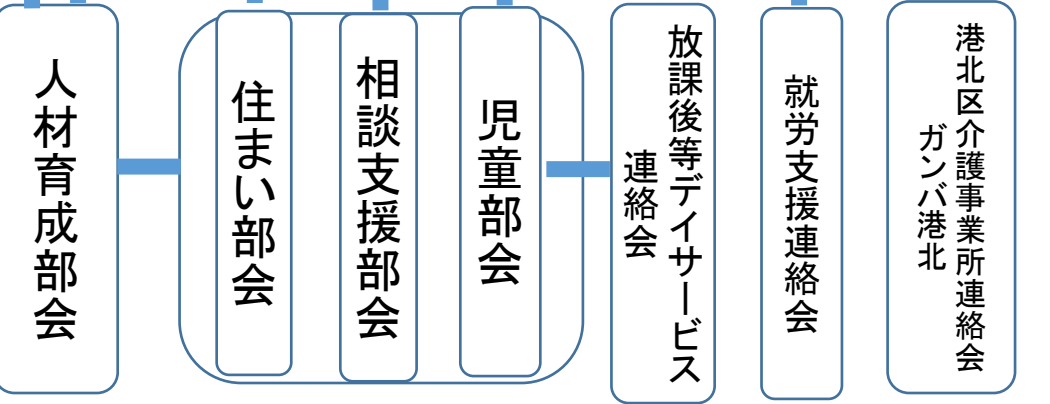 人材育成部会
住まい部会
相談支援部会
児童部会
放課後等デイサービス
連絡会
就労支援連絡会
港北区介護事業所連絡会
ガンバ港北